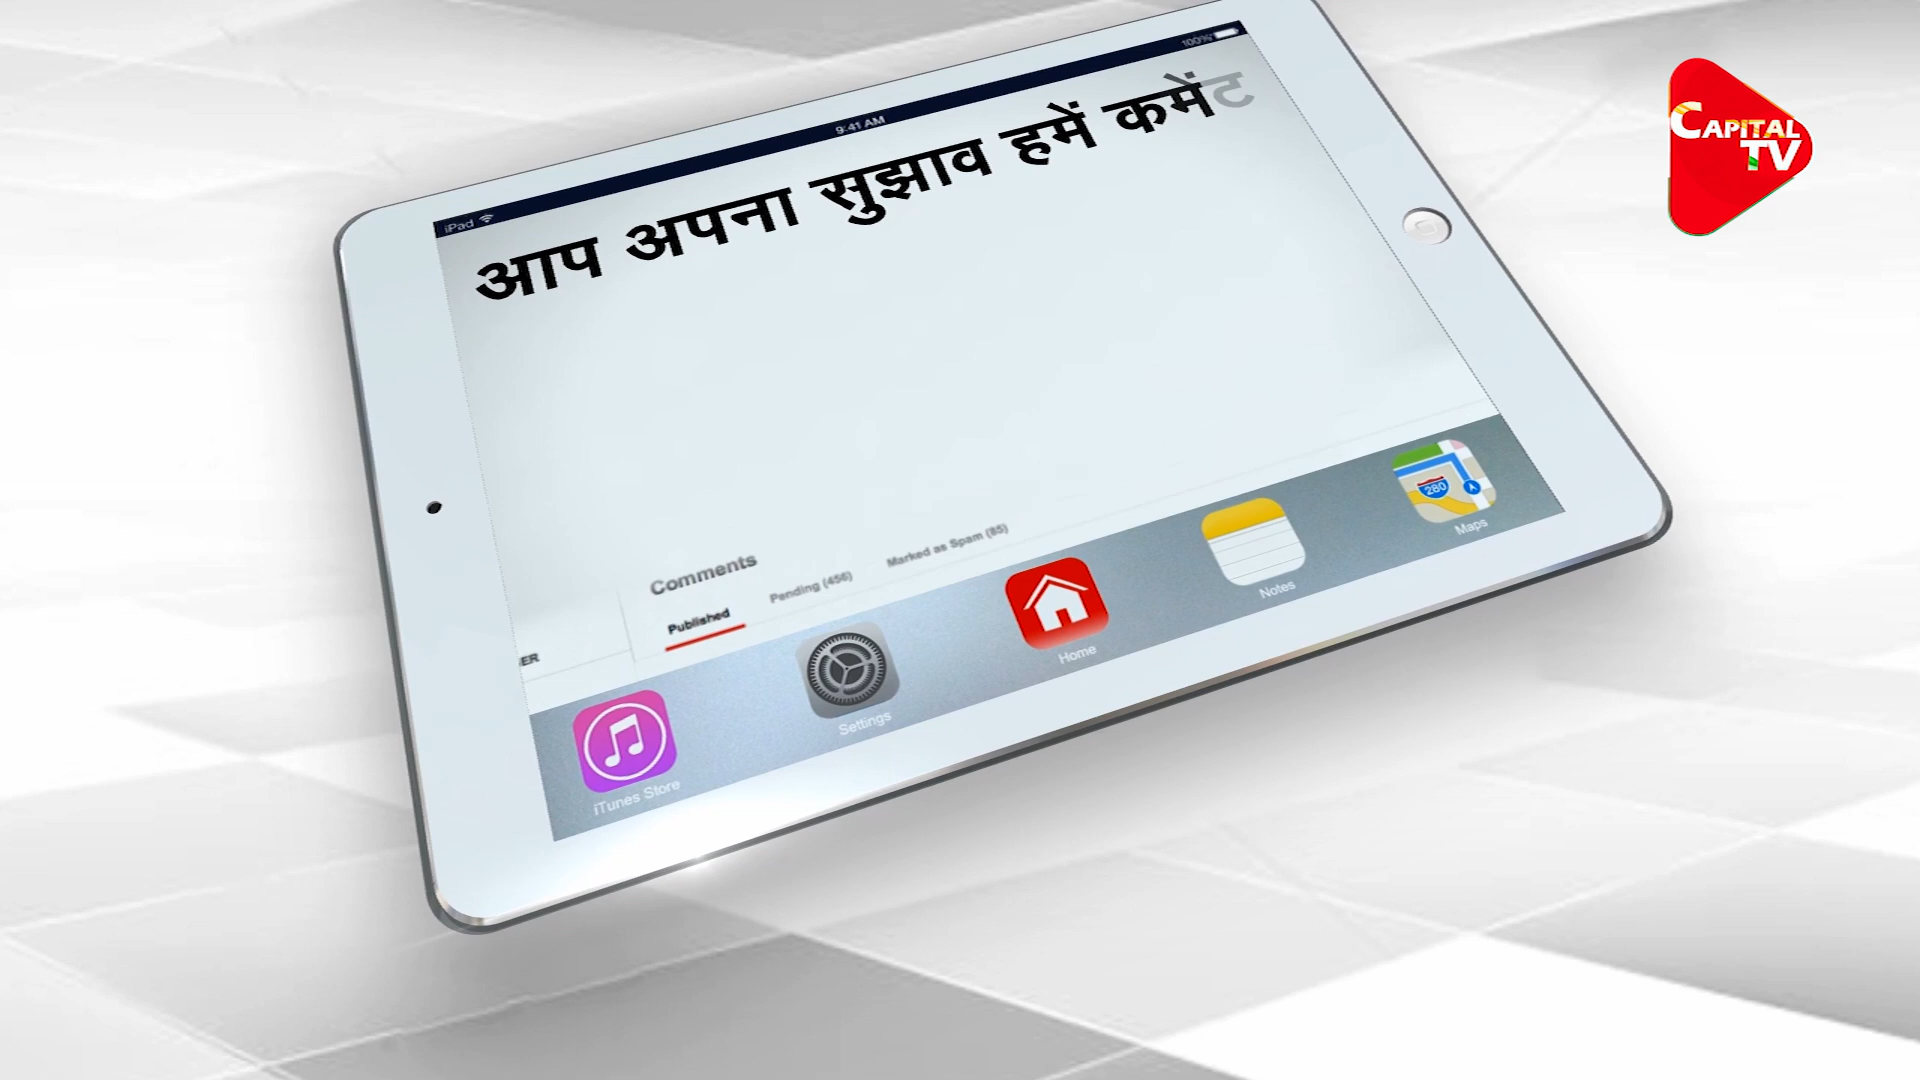 CAPITAL
TV
iPad
9:41 AM
100%
आप अपना सुझाव हमें कमेंट
Comments
Published
Pending (456)
Marked as Spam (85)
ER
iTunes Store
Settings
Home
Notes
280
Maps